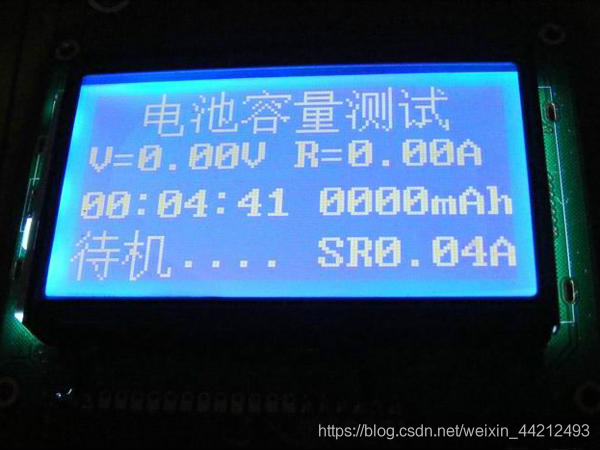 电池容量测试
V=0.00V R=0.00A
00:04:41 0000mAh
待机.... SR0.04A
https://blog.csdn.net/weixin_44212493